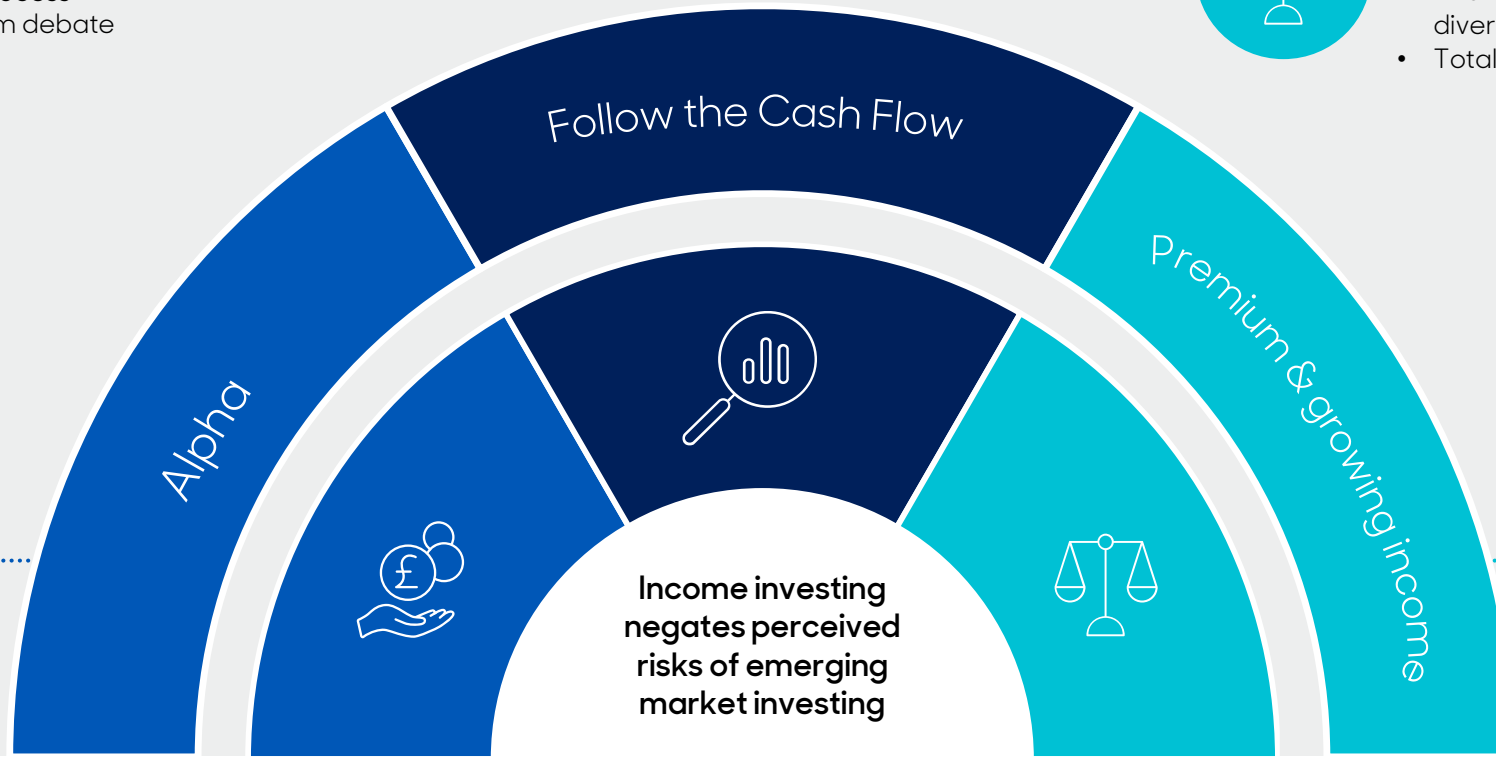 debate
• Total
Follow the Cash Flow
Alpha
Premium & growing income
£
Income investing
negates perceived
risks of emerging
market investing